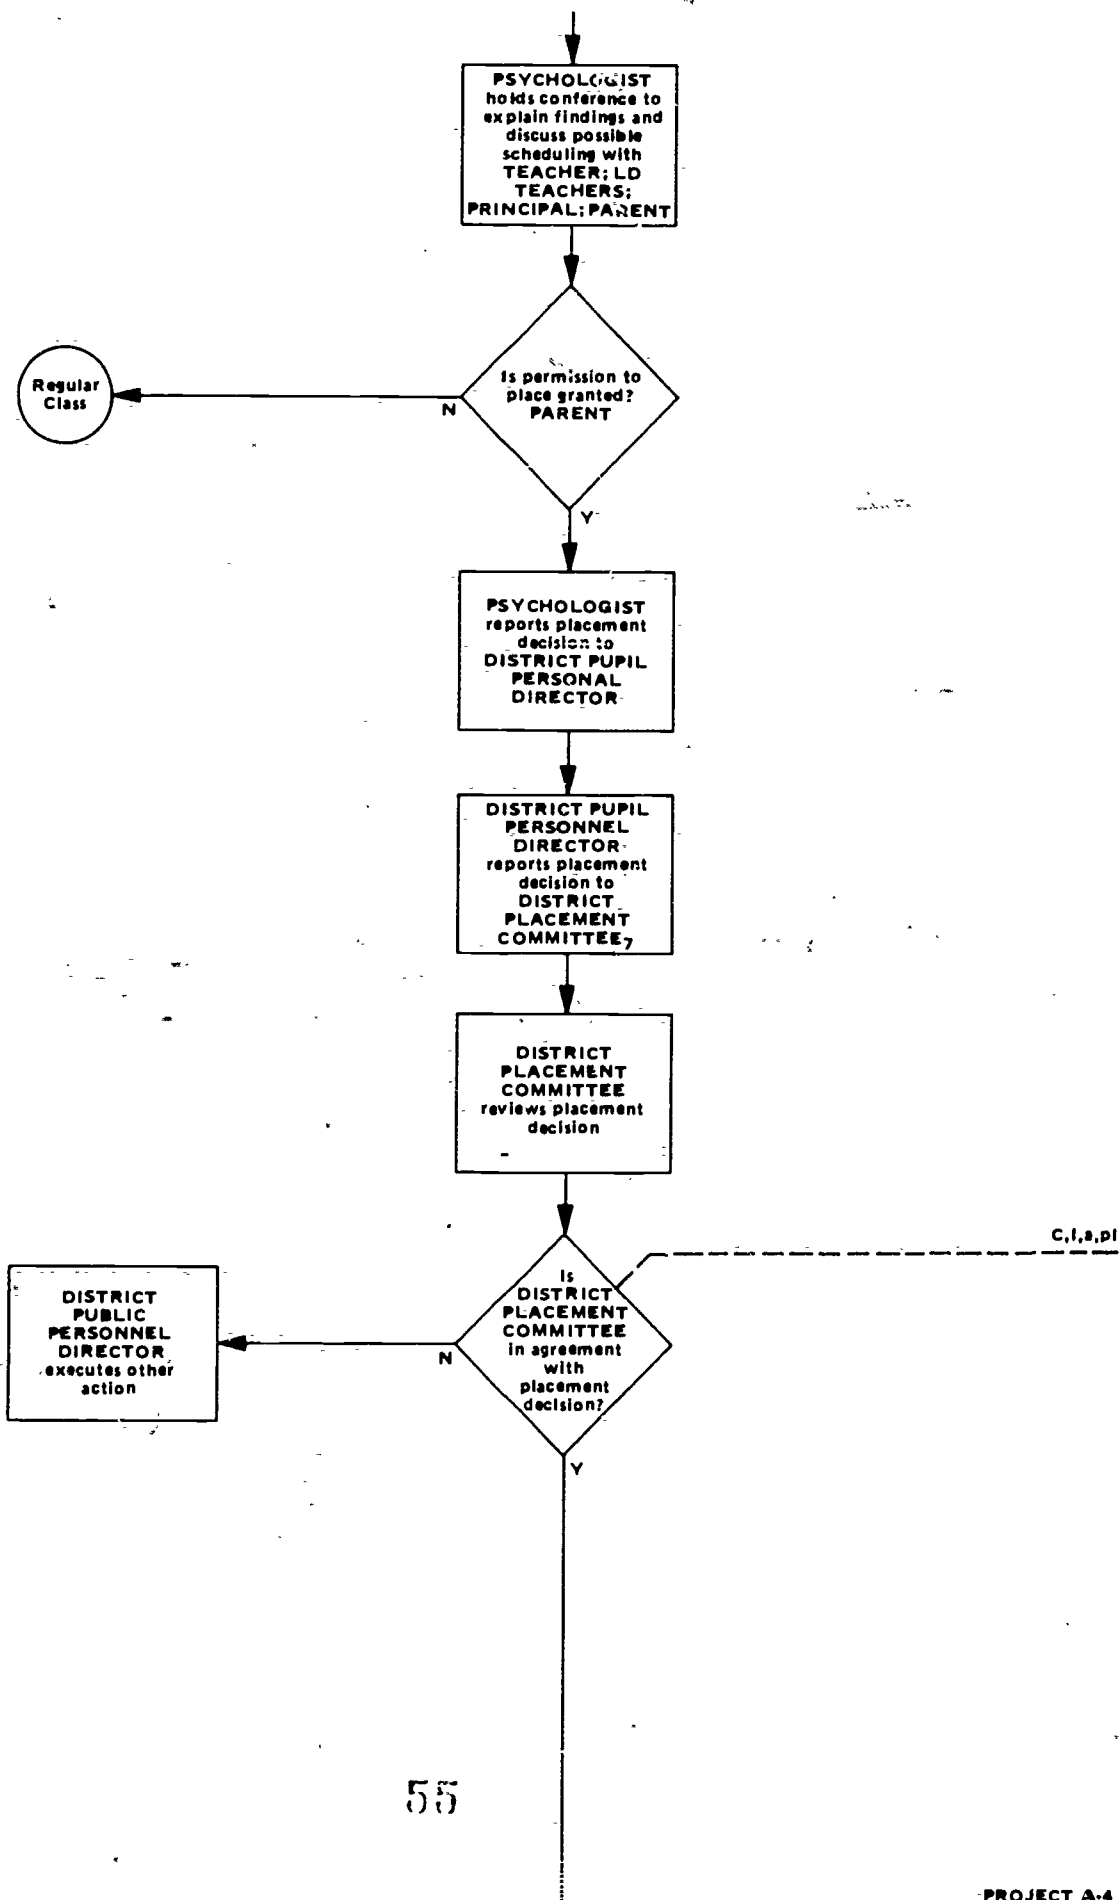 PSYCHOLOGIST
holds conference to
explain findings and
discuss possible
scheduling with
TEACHER; LD
TEACHERS;
PRINCIPAL; PARENT
Is permission to
place granted?
PARENT
N
Regular
Class
Y
PSYCHOLOGIST
reports placement
decision to
DISTRICT PUPIL
PERSONAL
DIRECTOR
DISTRICT PUPIL
PERSONNEL
DIRECTOR
reports placement
decision to
DISTRICT
PLACEMENT
COMMITTEE7
DISTRICT
PLACEMENT
COMMITTEE
reviews placement
decision
C,i,a,pl
Is
DISTRICT
PLACEMENT
COMMITTEE
in agreement
with
placement
decision?
N
DISTRICT
PUBLIC
PERSONNEL
DIRECTOR
executes other
action
Y
55
PROJECT A-4